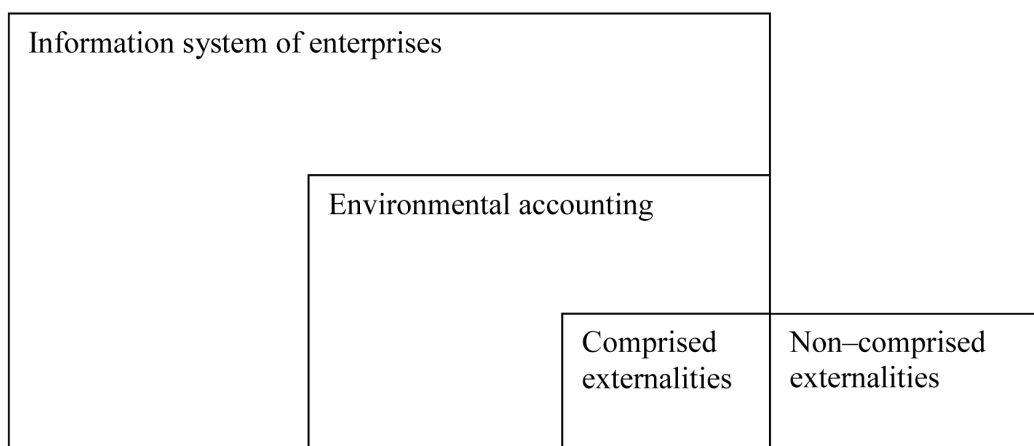 Information system of enterprises
Environmental accounting
Comprised
externalities
Non–comprised
externalities